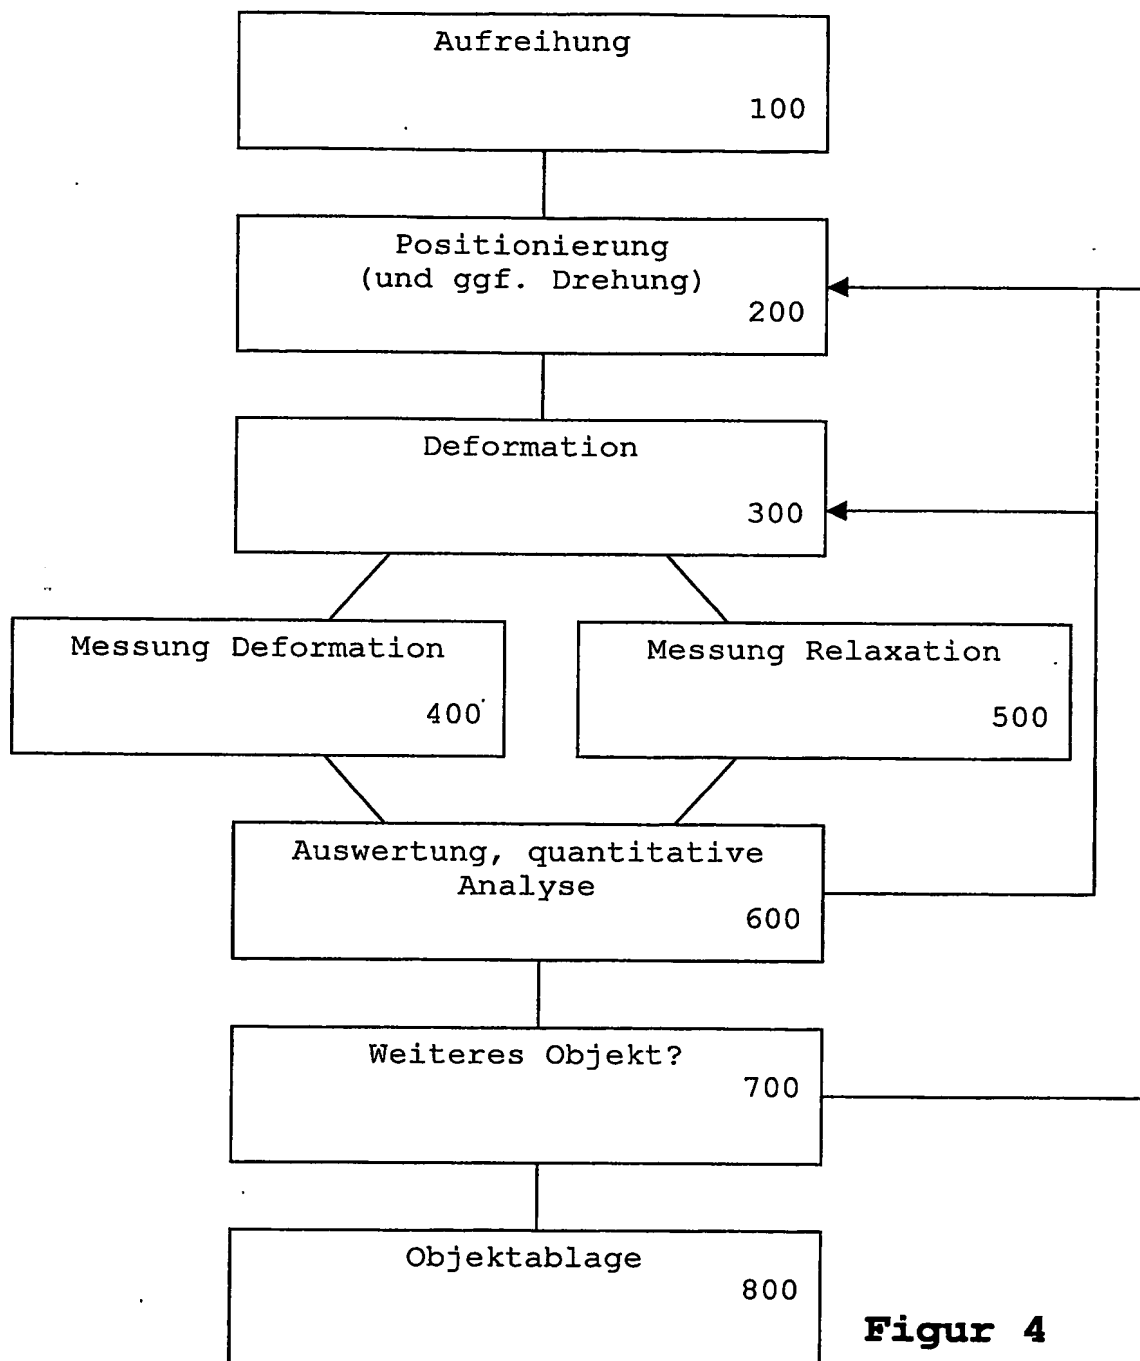 Aufreihung
100
Positionierung
(und ggf. Drehung)
200
Deformation
300
Messung Deformation
400
Messung Relaxation
500
Auswertung, quantitative
Analyse
600
Weiteres Objekt?
700
Objektablage
800
Figur 4